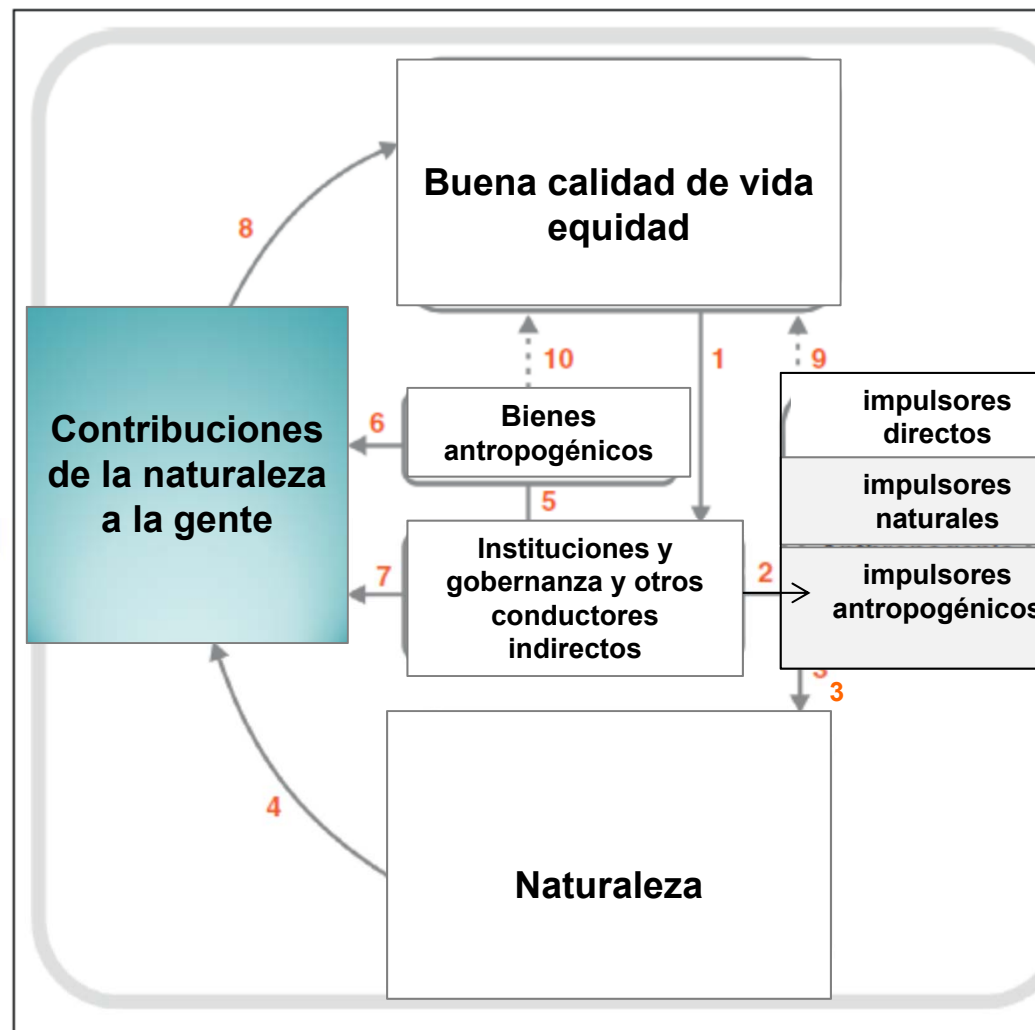 Buena calidad de vida
equidad
8
10
1
9
Contribuciones
de la naturaleza
a la gente
6
Bienes
antropogénicos
impulsores
directos
5
impulsores
naturales
7
Instituciones y
gobernanza y otros
conductores
indirectos
2
impulsores
antropogénicos
3
4
Naturaleza